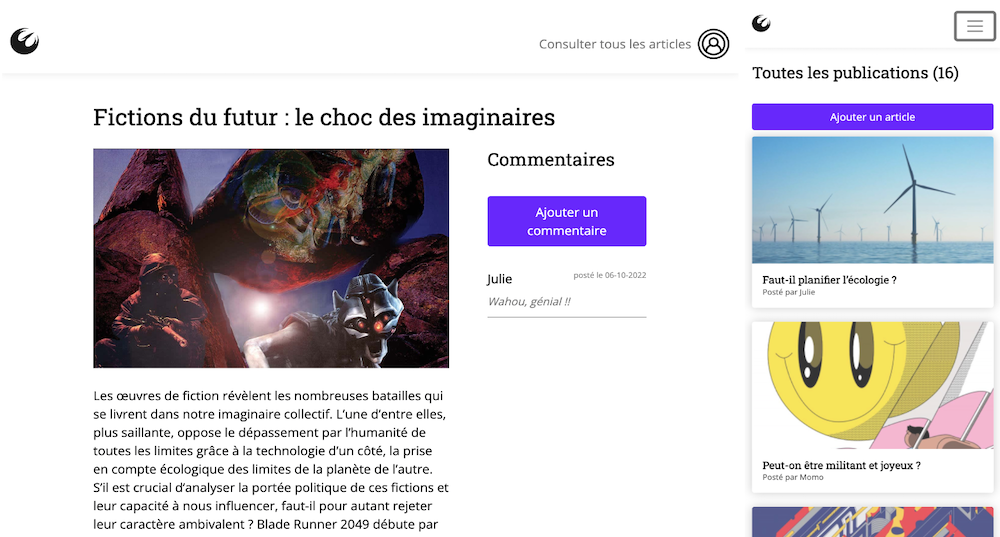 Consulter tous les articles
Fictions du futur : le choc des imaginaires
Commentaires
Ajouter un
commentaire
Julie
posté le 06-10-2022
Wahou, génial !!
Les œuvres de fiction révèlent les nombreuses batailles qui
se livrent dans notre imaginaire collectif. L’une d’entre elles,
plus saillante, oppose le dépassement par l’humanité de
toutes les limites grâce à la technologie d’un côté, la prise
en compte écologique des limites de la planète de l’autre.
S’il est crucial d’analyser la portée politique de ces fictions et
leur capacité à nous influencer, faut-il pour autant rejeter
leur caractère ambivalent ? Blade Runner 2049 débute par
Toutes les publications (16)
Ajouter un article
Faut-il planifier l’écologie ?
Posté par Julie
Peut-on être militant et joyeux ?
Posté par Momo